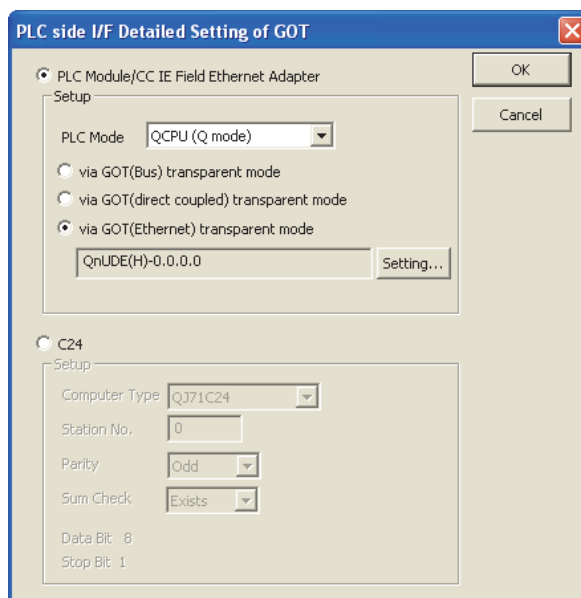 PLC side I/F Detailed Setting of GOT
PLC Module/CC IE Field Ethernet Adapter
OK
Setup
Cancel
PLC Mode QCPU (Q mode)
via GOT(Bus) transparent mode
via GOT(direct coupled) transparent mode
via GOT(Ethernet) transparent mode
QnUDE(H)-0.0.0.0 Setting...
C24
Setup
Computer Type QJ71C24
Station No. 0
Parity Odd
Sum Check Exists
Data Bit 8
Stop Bit 1